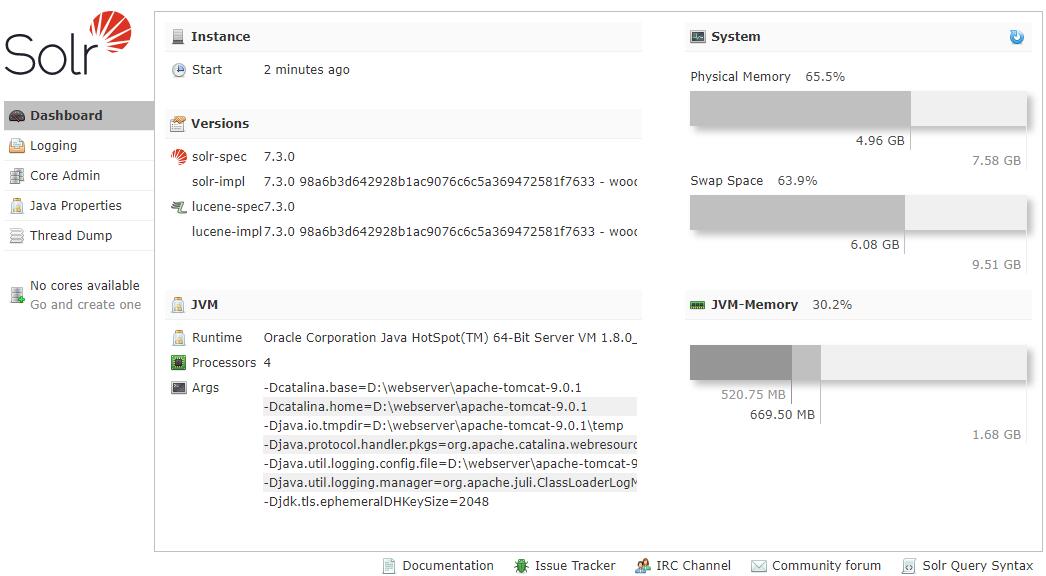 Solr
Dashboard
Logging
Core Admin
Java Properties
Thread Dump
No cores available
Go and create one
Instance
Start 2 minutes ago
Versions
solr-spec 7.3.0
solr-impl 7.3.0 98a6b3d642928b1ac9076c6c5a369472581f7633 - wood
lucene-spec7.3.0
lucene-impl7.3.0 98a6b3d642928b1ac9076c6c5a369472581f7633 - wood
JVM
Runtime Oracle Corporation Java HotSpot(TM) 64-Bit Server VM 1.8.0_
Processors 4
Args
-Dcatalina.base=D:\webserver\apache-tomcat-9.0.1
-Dcatalina.home=D:\webserver\apache-tomcat-9.0.1
-Djava.io.tmpdir=D:\webserver\apache-tomcat-9.0.1\temp
-Djava.protocol.handler.pkgs=org.apache.catalina.webresourc
-Djava.util.logging.config.file=D:\webserver\apache-tomcat-9
-Djava.util.logging.manager=org.apache.juli.ClassLoaderLogM
-Djdk.tls.ephemeralDHKeySize=2048
System
Physical Memory 65.5%
4.96 GB
7.58 GB
Swap Space 63.9%
6.08 GB
9.51 GB
JVM-Memory 30.2%
520.75 MB
669.50 MB
1.68 GB
Documentation Issue Tracker IRC Channel Community forum Solr Query Syntax